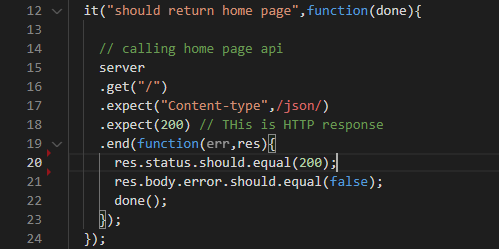 12 it("should return home page",function(done){
13
14 // calling home page api
15 server
16 .get("/")
17 .expect("Content-type",/json/)
18 .expect(200) // THis is HTTP response
19 .end(function(err,res){
20 res.status.should.equal(200);
21 res.body.error.should.equal(false);
22 done();
23 });
24 });